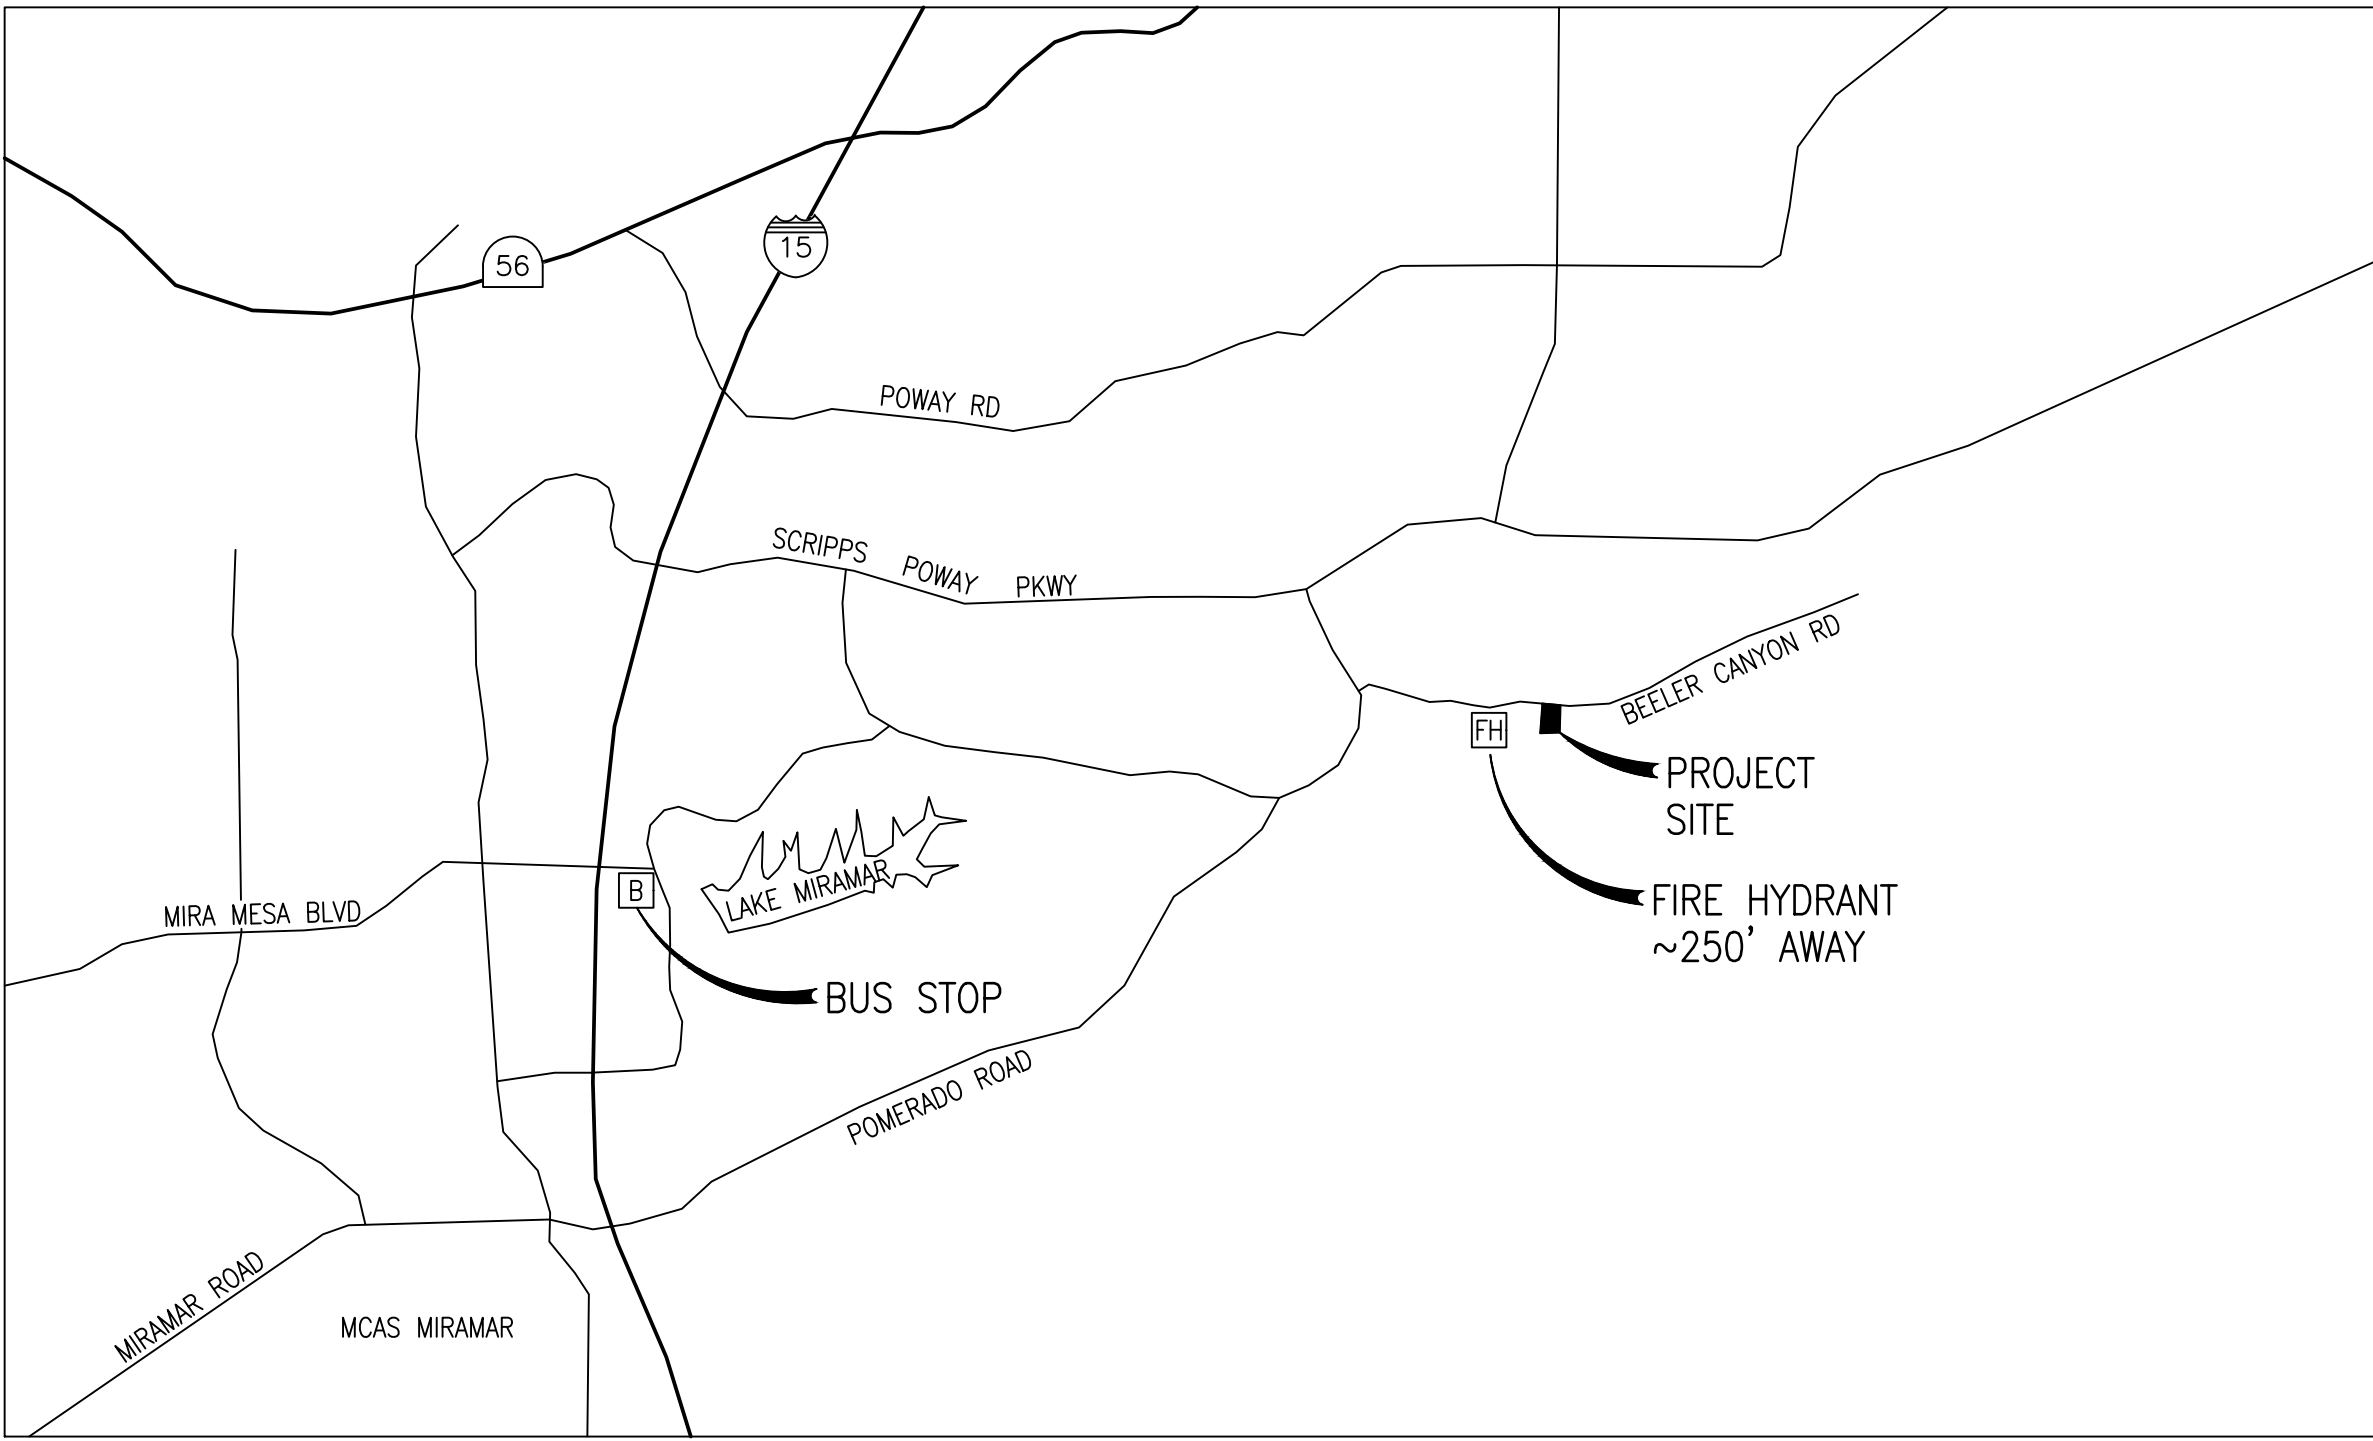 15
56
POWAY RD
SCRIPPS POWAY PKWY
BEELER CANYON RD
FH
PROJECT
SITE
LAKE MIRAMAR
B
FIRE HYDRANT
~250' AWAY
MIRA MESA BLVD
BUS STOP
POMERADO ROAD
MIRAMAR ROAD
MCAS MIRAMAR